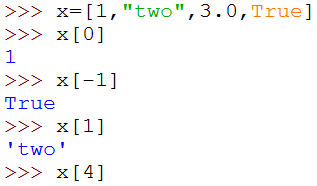 >>> x=[1,"two",3.0,True]
>>> x[0]
1
>>> x[-1]
True
>>> x[1]
'two'
>>> x[4]